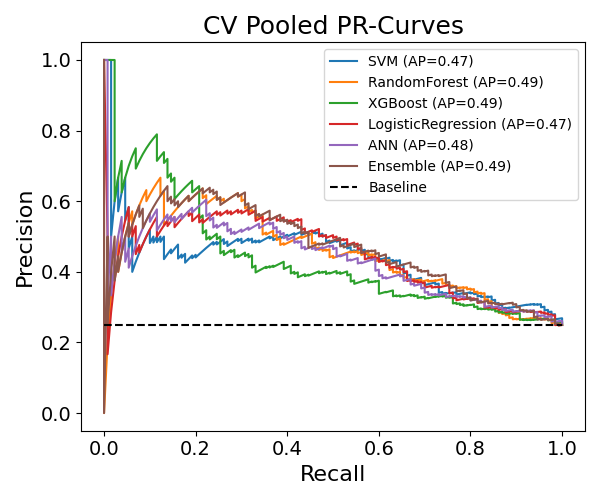 CV Pooled PR-Curves
Precision
1.0
0.8
0.6
0.4
0.2
0.0
SVM (AP=0.47)
RandomForest (AP=0.49)
XGBoost (AP=0.49)
LogisticRegression (AP=0.47)
ANN (AP=0.48)
Ensemble (AP=0.49)
Baseline
0.0 0.2 0.4 0.6 0.8 1.0
Recall